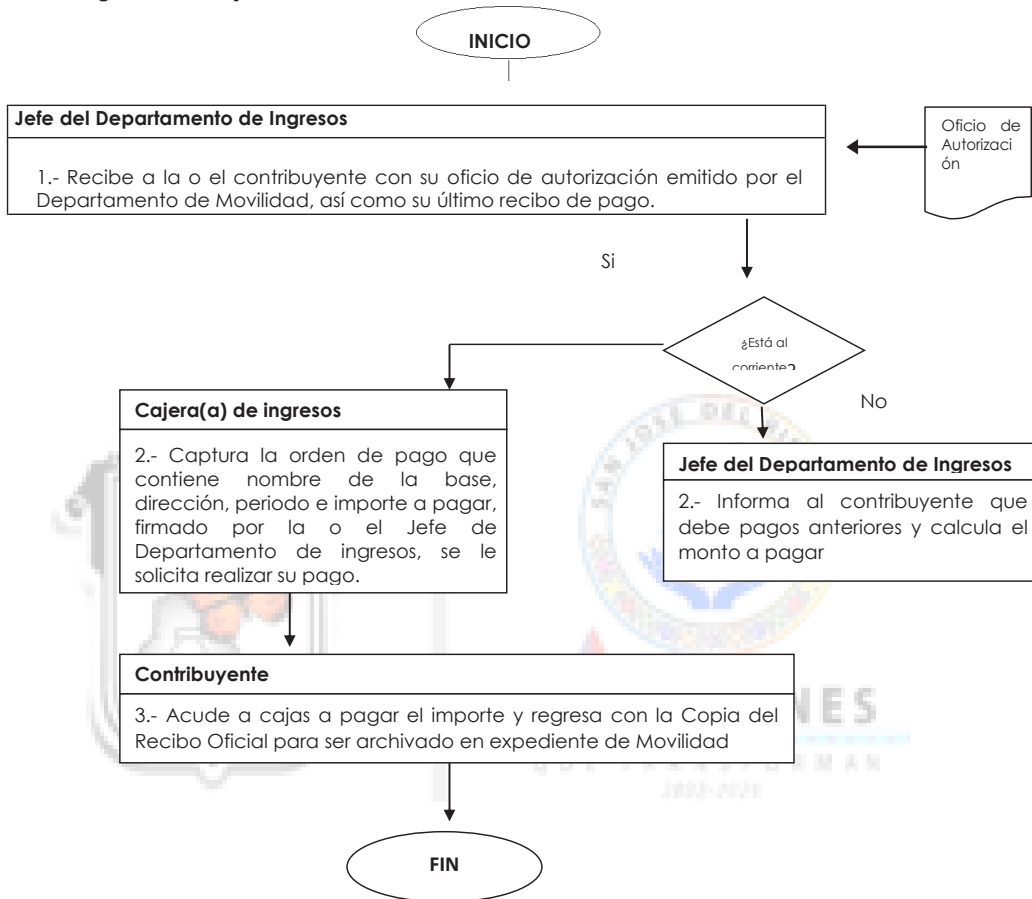 INICIO
Jefe del Departamento de Ingresos
1.- Recibe a la o el contribuyente con su oficio de autorización emitido por el
Departamento de Movilidad, así como su último recibo de pago.
Oficio de
Autorizaci
ón
Si
¿Está al
corriente?
No
Cajera(a) de ingresos
2.- Captura la orden de pago que
contiene nombre de la base,
dirección, periodo e importe a pagar,
firmado por la o el Jefe de
Departamento de ingresos, se le
solicita realizar su pago.
Jefe del Departamento de Ingresos
2.- Informa al contribuyente que
debe pagos anteriores y calcula el
monto a pagar
SAN JOSE DEL
Contribuyente
3.- Acude a cajas a pagar el importe y regresa con la Copia del
Recibo Oficial para ser archivado en expediente de Movilidad
NES
FIN